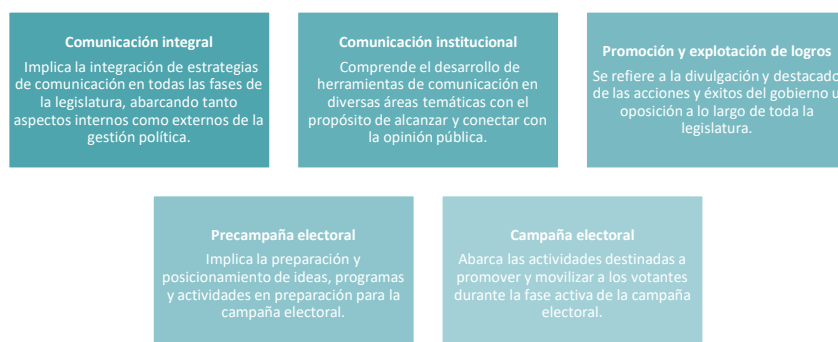 Comunicación integral
Implica la integración de estrategias
de comunicación en todas las fases de
la legislatura, abarcando tanto
aspectos internos como externos de la
gestión política.
Comunicación institucional
Comprende el desarrollo de
herramientas de comunicación en
diversas áreas temáticas con el
propósito de alcanzar y conectar con
la opinión pública.
Promoción y explotación de logros
Se refiere a la divulgación y destacado
de las acciones y éxitos del gobierno u
oposición a lo largo de toda la
legislatura.
Precampaña electoral
Implica la preparación y
posicionamiento de ideas, programas
y actividades en preparación para la
campaña electoral.
Campaña electoral
Abarca las actividades destinadas a
promover y movilizar a los votantes
durante la fase activa de la campaña
electoral.